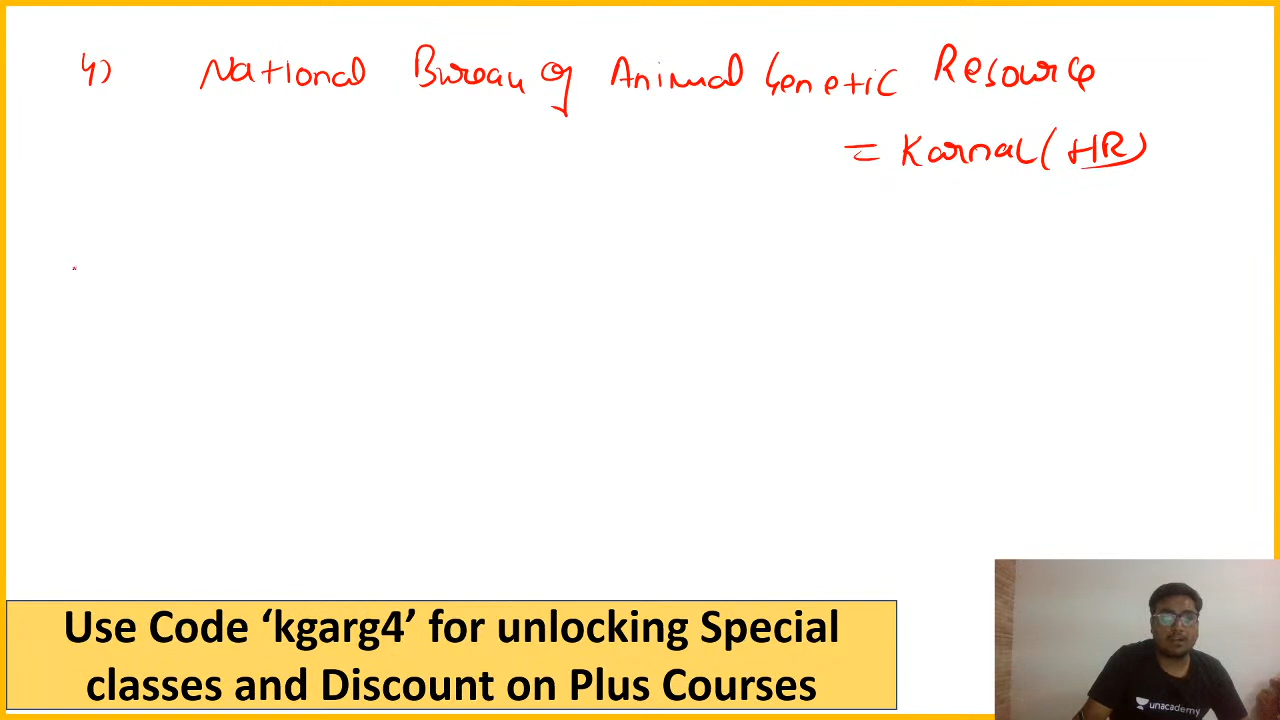 4) National Bureau of Animal Genetic Resource
= Karnal (HR)
Use Code ‘kgarg4’ for unlocking Special
classes and Discount on Plus Courses
unacademy